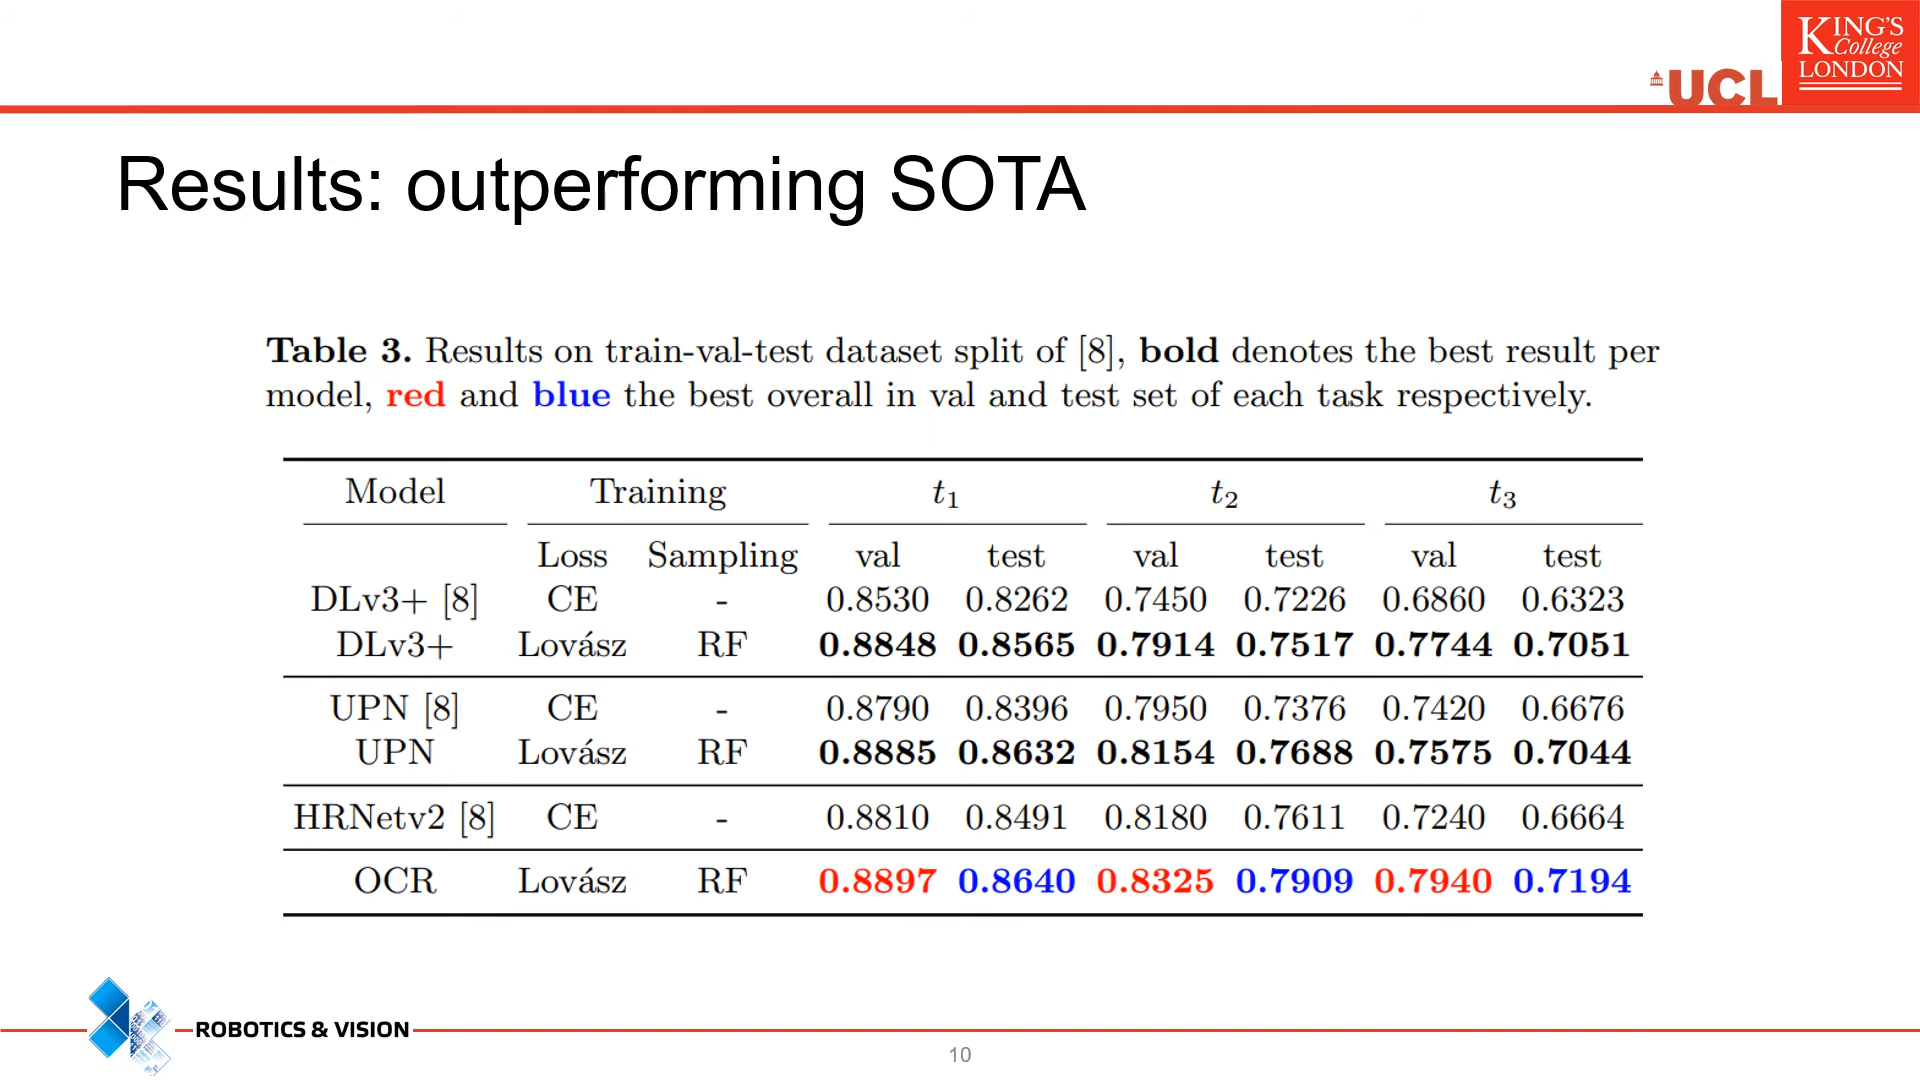 KING'S
College
LONDON
UCL
Results: outperforming SOTA
Table 3. Results on train-val-test dataset split of [8], bold denotes the best result per
model, red and blue the best overall in val and test set of each task respectively.
Model Training t1 t2 t3
Loss Sampling val test val test val test
DLv3+ [8] CE - 0.8530 0.8262 0.7450 0.7226 0.6860 0.6323
DLv3+ Lovász RF 0.8848 0.8565 0.7914 0.7517 0.7744 0.7051
UPN [8] CE - 0.8790 0.8396 0.7950 0.7376 0.7420 0.6676
UPN Lovász RF 0.8885 0.8632 0.8154 0.7688 0.7575 0.7044
HRNetv2 [8] CE - 0.8810 0.8491 0.8180 0.7611 0.7240 0.6664
OCR Lovász RF 0.8897 0.8640 0.8325 0.7909 0.7940 0.7194
ROBOTICS & VISION
10